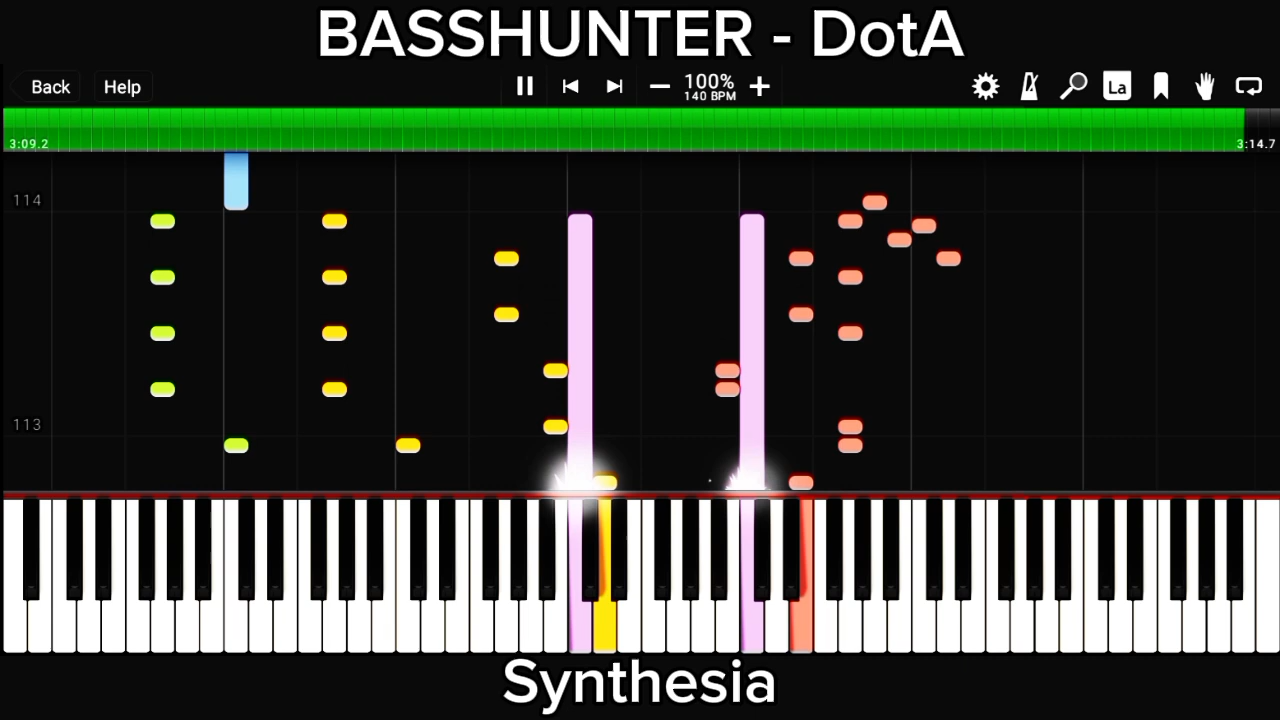 BASSHUNTER - DotA
Back Help 100%
140 BPM
La
3:09.2 3:14.7
114
113
Synthesia